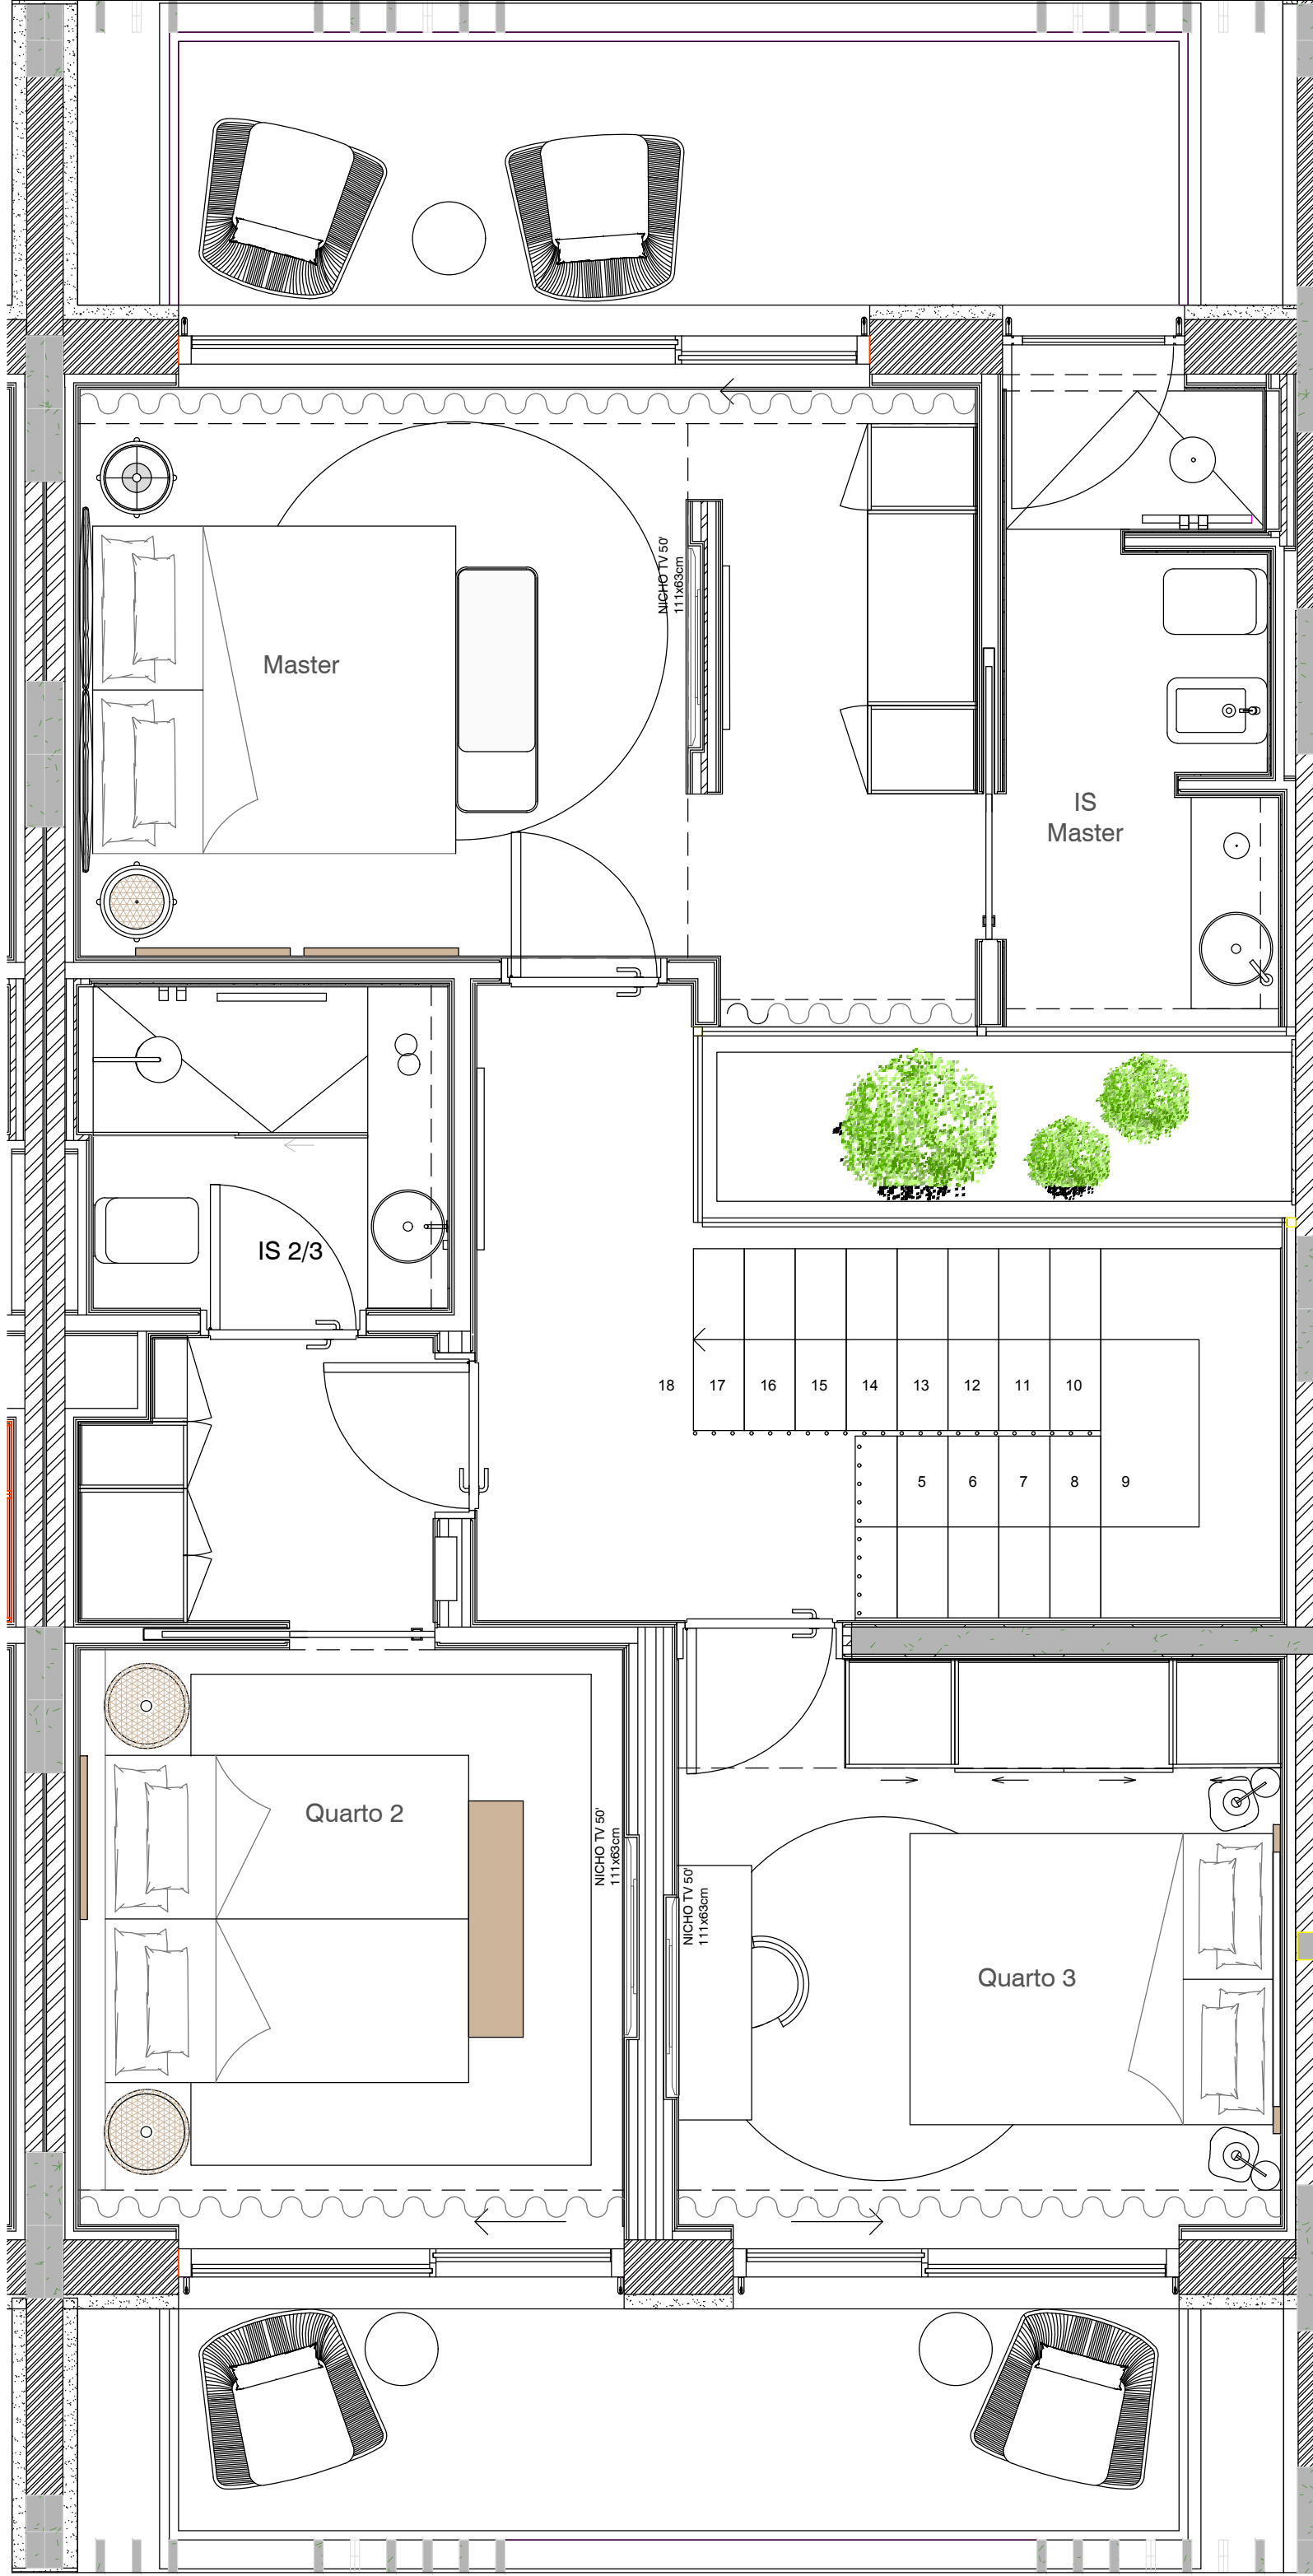 NICHO TV 50'
111x63cm
Master
IS
Master
IS 2/3
18 17 16 15 14 13 12 11 10
5 6 7 8 9
Quarto 2
NICHO TV 50'
111x63cm
NICHO TV 50'
111x63cm
Quarto 3